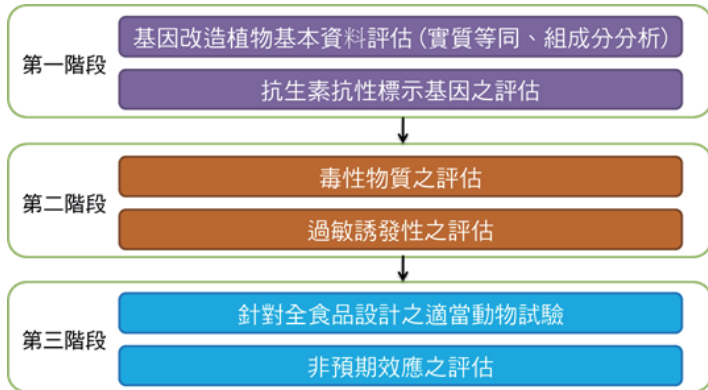 第一階段
基因改造植物基本資料評估(實質等同、組成分分析)
抗生素抗性標示基因之評估
第二階段
毒性物質之評估
過敏誘發性之評估
第三階段
針對全食品設計之適當動物試驗
非預期效應之評估